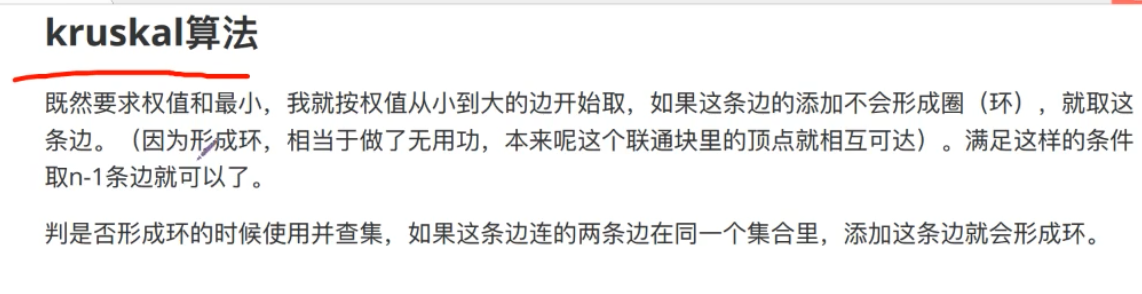 kruskal算法
既然要求权值和最小，我就按权值从小到大的边开始取，如果这条边的添加不会形成圈（环），就取这
条边。（因为形成环，相当于做了无用功，本来呢这个联通块里的顶点就相互可达）。满足这样的条件
取n-1条边就可以了。
判是否形成环的时候使用并查集，如果这条边连的两条边在同一个集合里，添加这条边就会形成环。